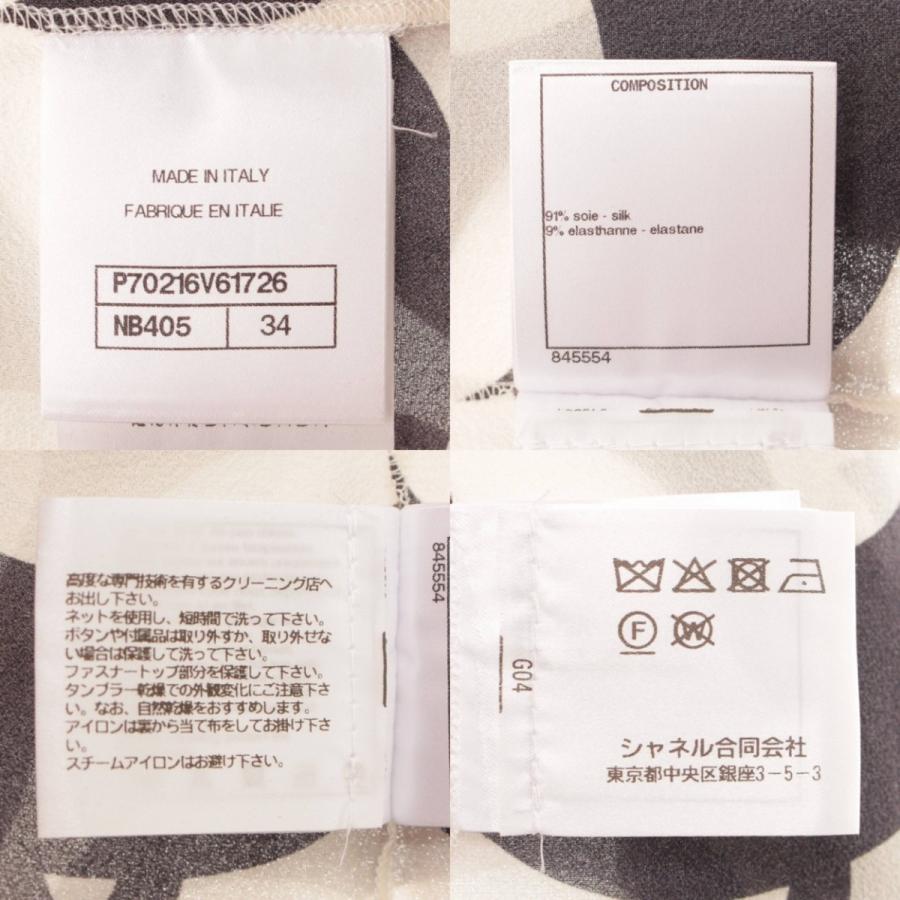 MADE IN ITALY
FABRIQUE EN ITALIE
P70216V61726
NB405 34
COMPOSITION
91% soie - silk
9% elasthanne - elastane
845554
高度な専門技術を有するクリーニング店へ
お出し下さい。
ネットを使用し、短時間で洗って下さい。
ボタンや付属品は取り外すか、取り外せな
い場合は保護して洗って下さい。
ファスナートップ部分を保護して下さい。
タンブラー乾燥での外観変化にご注意下さ
い。なお、自然乾燥をおすすめします。
アイロンは裏から当て布をしてお掛け下さ
い。
スチームアイロンはお避け下さい。
845554
G04
F
W
シャネル合同会社
東京都中央区銀座3-5-3